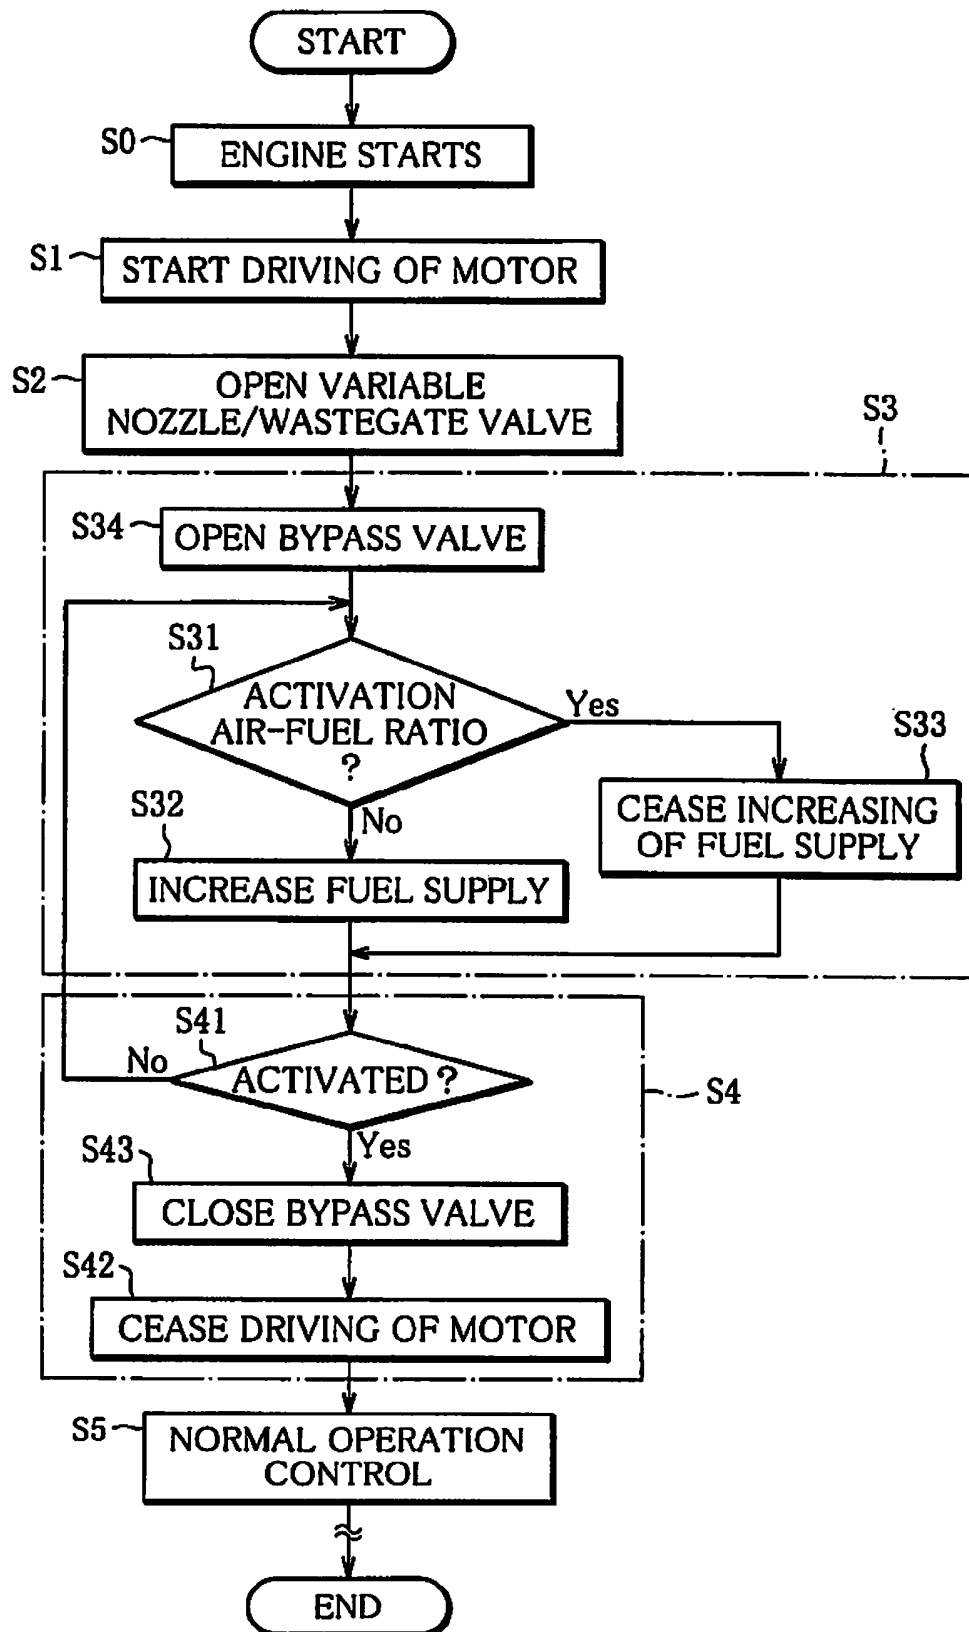 START
S0
ENGINE STARTS
S1
START DRIVING OF MOTOR
S2
OPEN VARIABLE
NOZZLE/WASTEGATE VALVE
S3
S34
OPEN BYPASS VALVE
S31
ACTIVATION
AIR-FUEL RATIO
?
Yes
S33
CEASE INCREASING
OF FUEL SUPPLY
No
S32
INCREASE FUEL SUPPLY
S41
No
ACTIVATED ?
S4
Yes
S43
CLOSE BYPASS VALVE
S42
CEASE DRIVING OF MOTOR
S5
NORMAL OPERATION
CONTROL
END